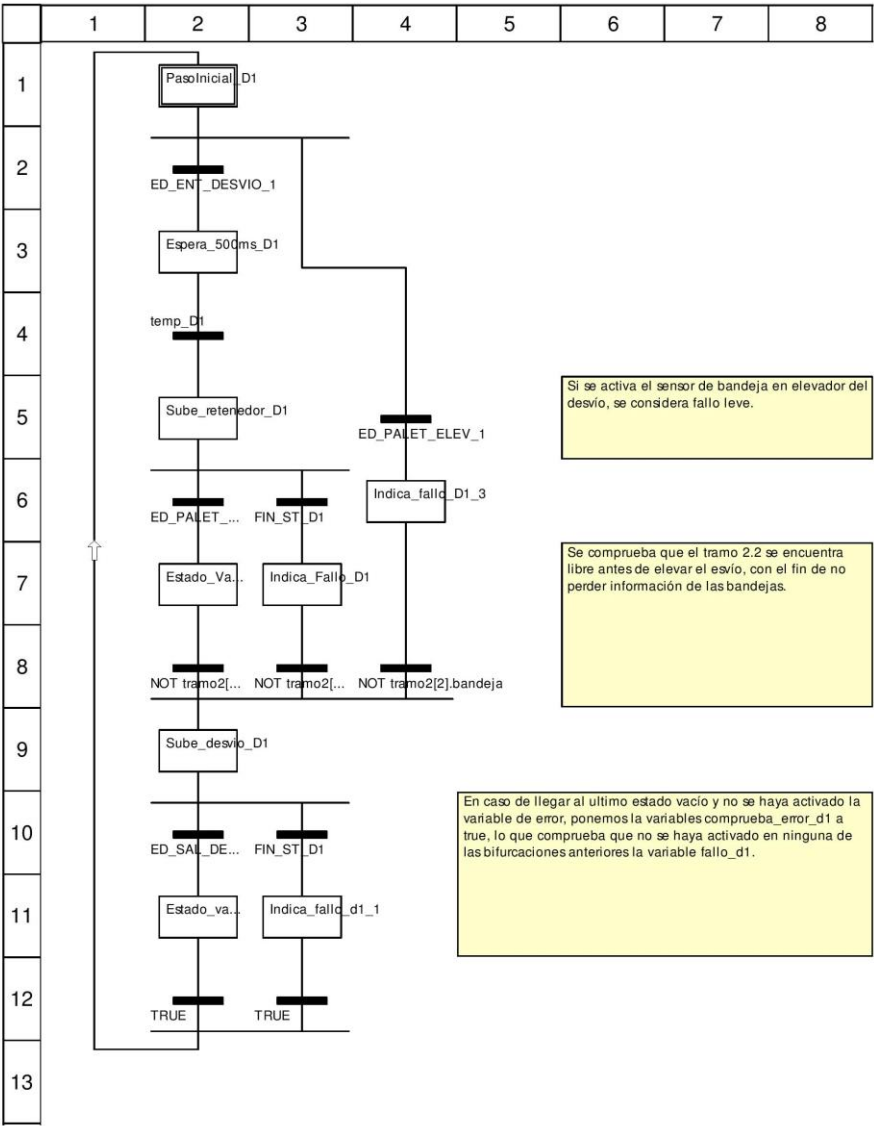 1 2 3 4 5 6 7 8
1
PasoInicial_D1
2
ED_ENT_DESVIO_1
3
Espera_500ms_D1
4
temp_D1
5
Sube_retenedor_D1
ED_PALET_ELEV_1
Si se activa el sensor de bandeja en elevador del
desvío, se considera fallo leve.
6
ED_PALET_... FIN_ST_D1
Indica_fallo_D1_3
7
Estado_Va... Indica_Fallo_D1
Se comprueba que el tramo 2.2 se encuentra
libre antes de elevar el esvío, con el fin de no
perder información de las bandejas.
8
NOT tramo2[... NOT tramo2[... NOT tramo2[2].bandeja
9
Sube_desvio_D1
10
ED_SAL_DE... FIN_ST_D1
En caso de llegar al ultimo estado vacío y no se haya activado la
variable de error, ponemos la variables comprueba_error_d1 a
true, lo que comprueba que no se haya activado en ninguna de
las bifurcaciones anteriores la variable fallo_d1.
11
Estado_va... Indica_fallo_d1_1
12
TRUE TRUE
13